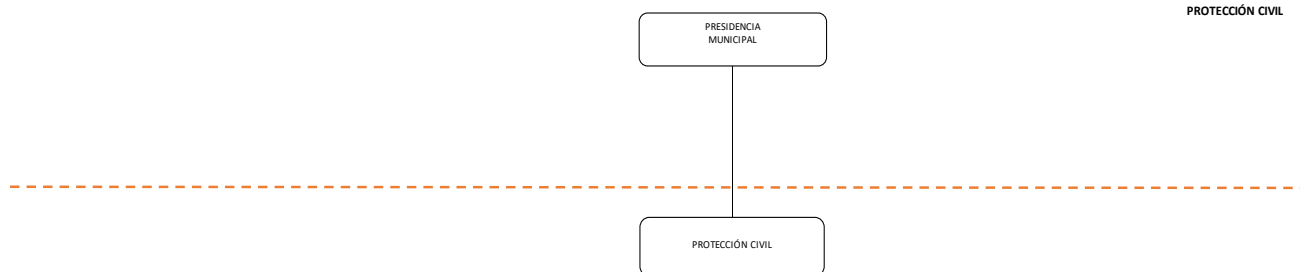 PROTECCIÓN CIVIL
PRESIDENCIA
MUNICIPAL
PROTECCIÓN CIVIL